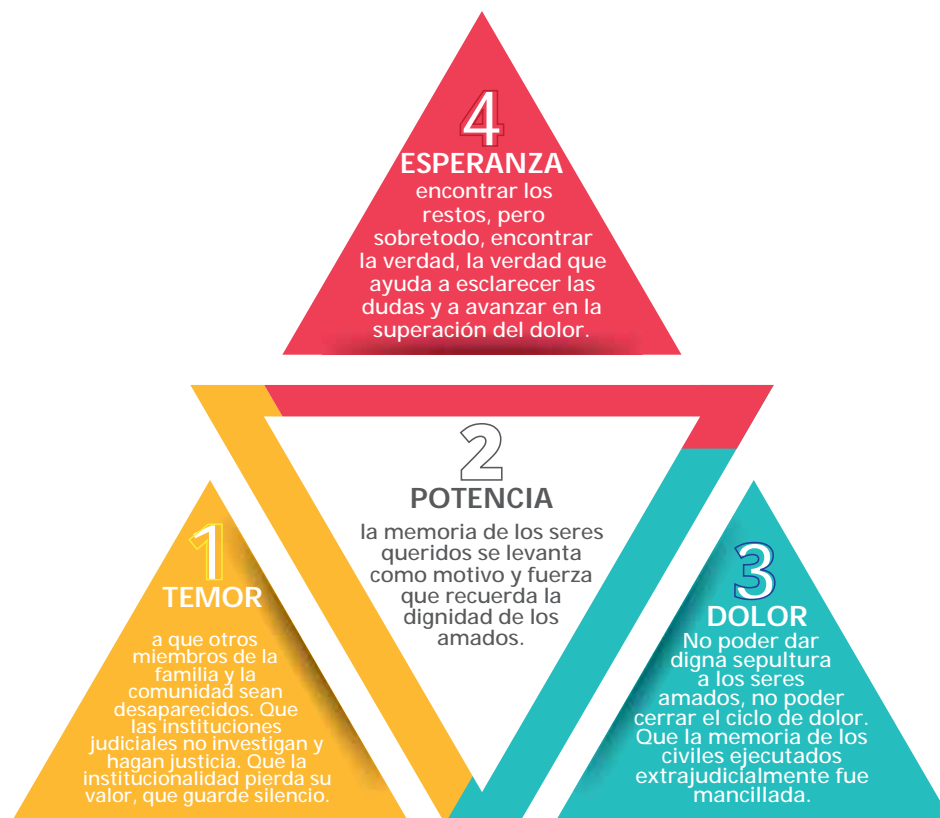 4
ESPERANZA
encontrar los
restos, pero
sobretodo, encontrar
la verdad, la verdad que
ayuda a esclarecer las
dudas y a avanzar en la
superación del dolor.
2
POTENCIA
la memoria de los seres
queridos se levanta
como motivo y fuerza
que recuerda la
dignidad de los
amados.
1
TEMOR
a que otros
miembros de la
familia y la
comunidad sean
desaparecidos. Que
las instituciones
judiciales no investigan y
hagan justicia. Que la
institucionalidad pierda su
valor, que guarde silencio.
3
DOLOR
No poder dar
digna sepultura
a los seres
amados, no poder
cerrar el ciclo de dolor.
Que la memoria de los
civiles ejecutados
extrajudicialmente fue
mancillada.